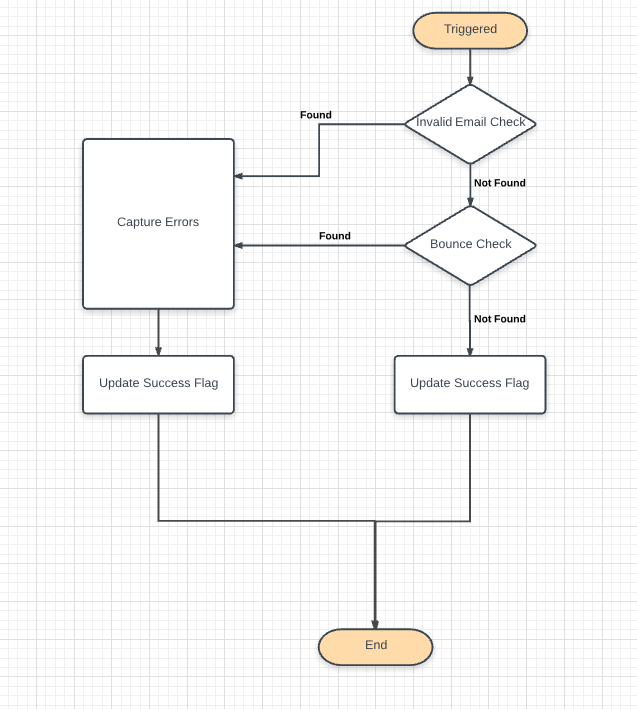 Triggered
Invalid Email Check
Found
Not Found
Capture Errors
Found
Bounce Check
Not Found
Update Success Flag
Update Success Flag
End